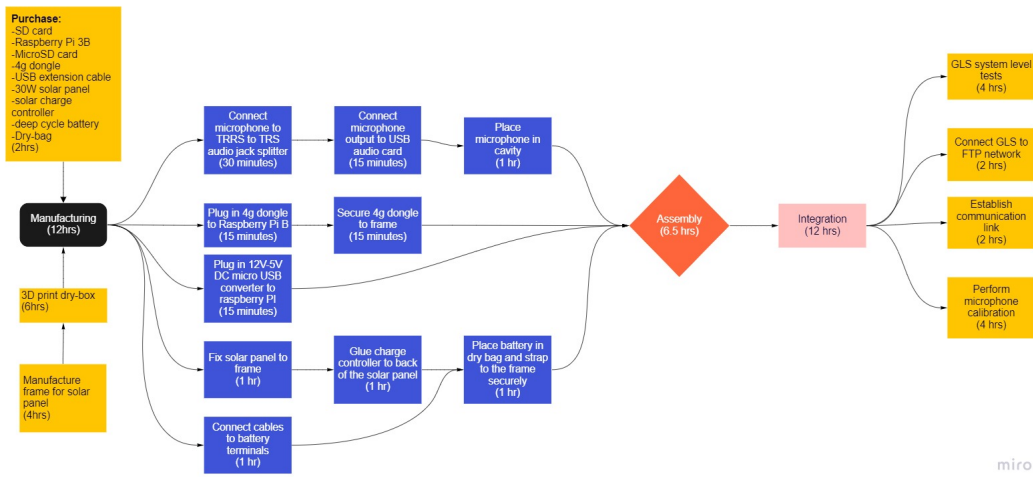 Purchase:
-SD card
-Raspberry Pi 3B
-MicroSD card
-4g dongle
-USB extension cable
-30W solar panel
-solar charge
controller
-deep cycle battery
-Dry-bag
(2hrs)
Manufacturing
(12hrs)
3D print dry-box
(6hrs)
Manufacture
frame for solar
panel
(4hrs)
Connect
microphone to
TRRS to TRS
audio jack splitter
(30 minutes)
Connect
microphone
output to USB
audio card
(15 minutes)
Place
microphone in
cavity
(1 hr)
Plug in 4g dongle
to Raspberry Pi B
(15 minutes)
Secure 4g dongle
to frame
(15 minutes)
Plug in 12V-5V
DC micro USB
converter to
raspberry PI
(15 minutes)
Fix solar panel to
frame
(1 hr)
Glue charge
controller to back
of the solar panel
(1 hr)
Place battery in
dry bag and strap
to the frame
securely
(1 hr)
Connect cables
to battery
terminals
(1 hr)
Assembly
(6.5 hrs)
Integration
(12 hrs)
GLS system level
tests
(4 hrs)
Connect GLS to
FTP network
(2 hrs)
Establish
communication
link
(2 hrs)
Perform
microphone
calibration
(4 hrs)
miro